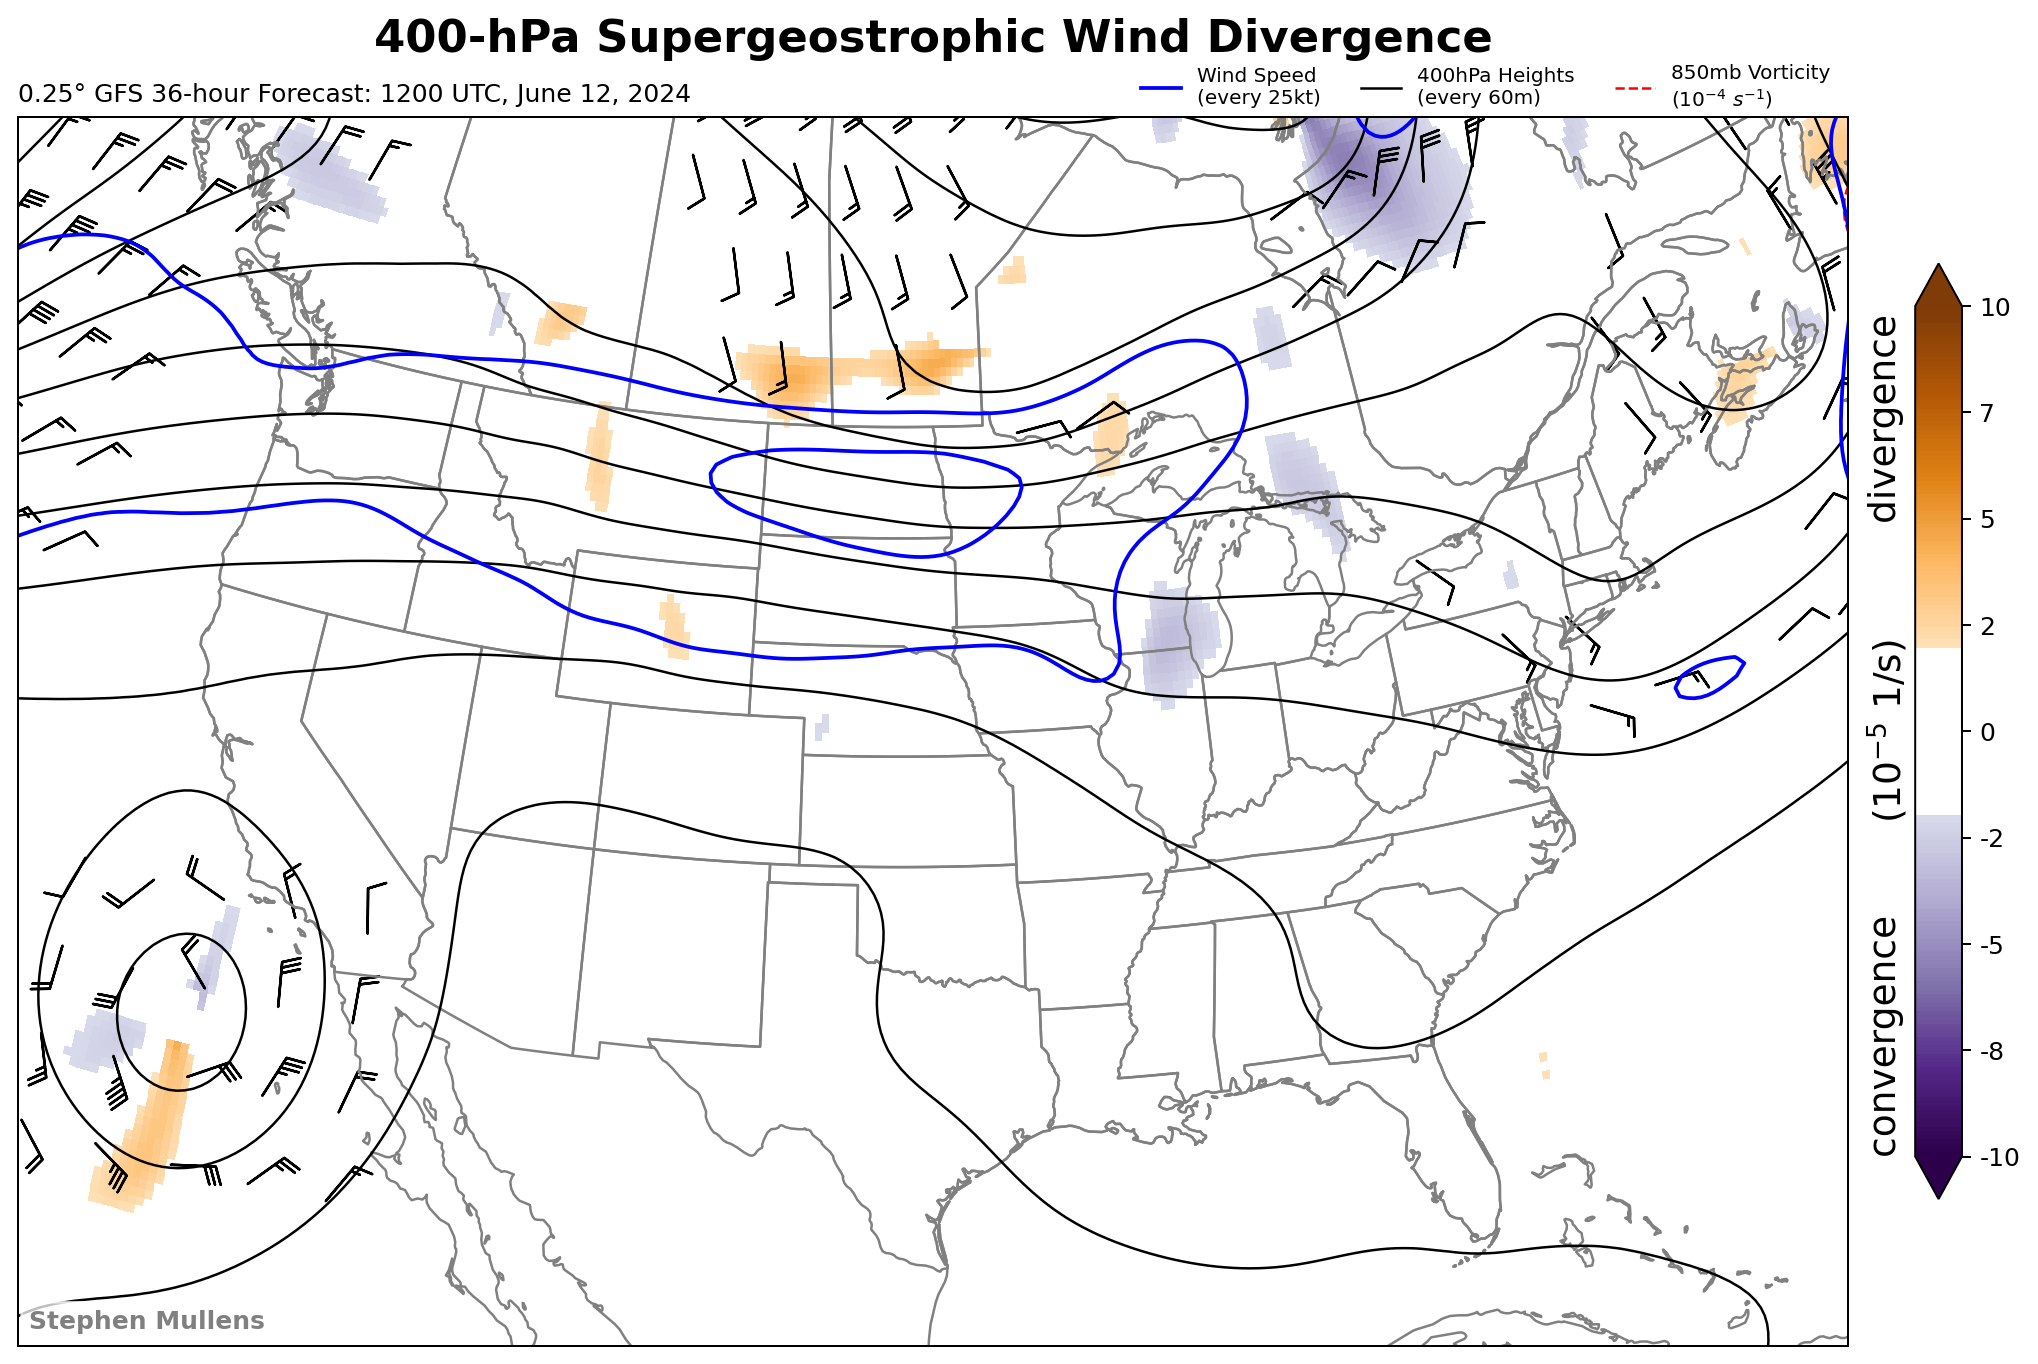 400-hPa Supergeostrophic Wind Divergence
0.25° GFS 36-hour Forecast: 1200 UTC, June 12, 2024
Wind Speed
(every 25kt)
400hPa Heights
(every 60m)
850mb Vorticity
(10⁻⁴ s⁻¹)
10
7
5
2
0
-2
-5
-8
-10
convergence (10⁻⁵ 1/s) divergence
Stephen Mullens